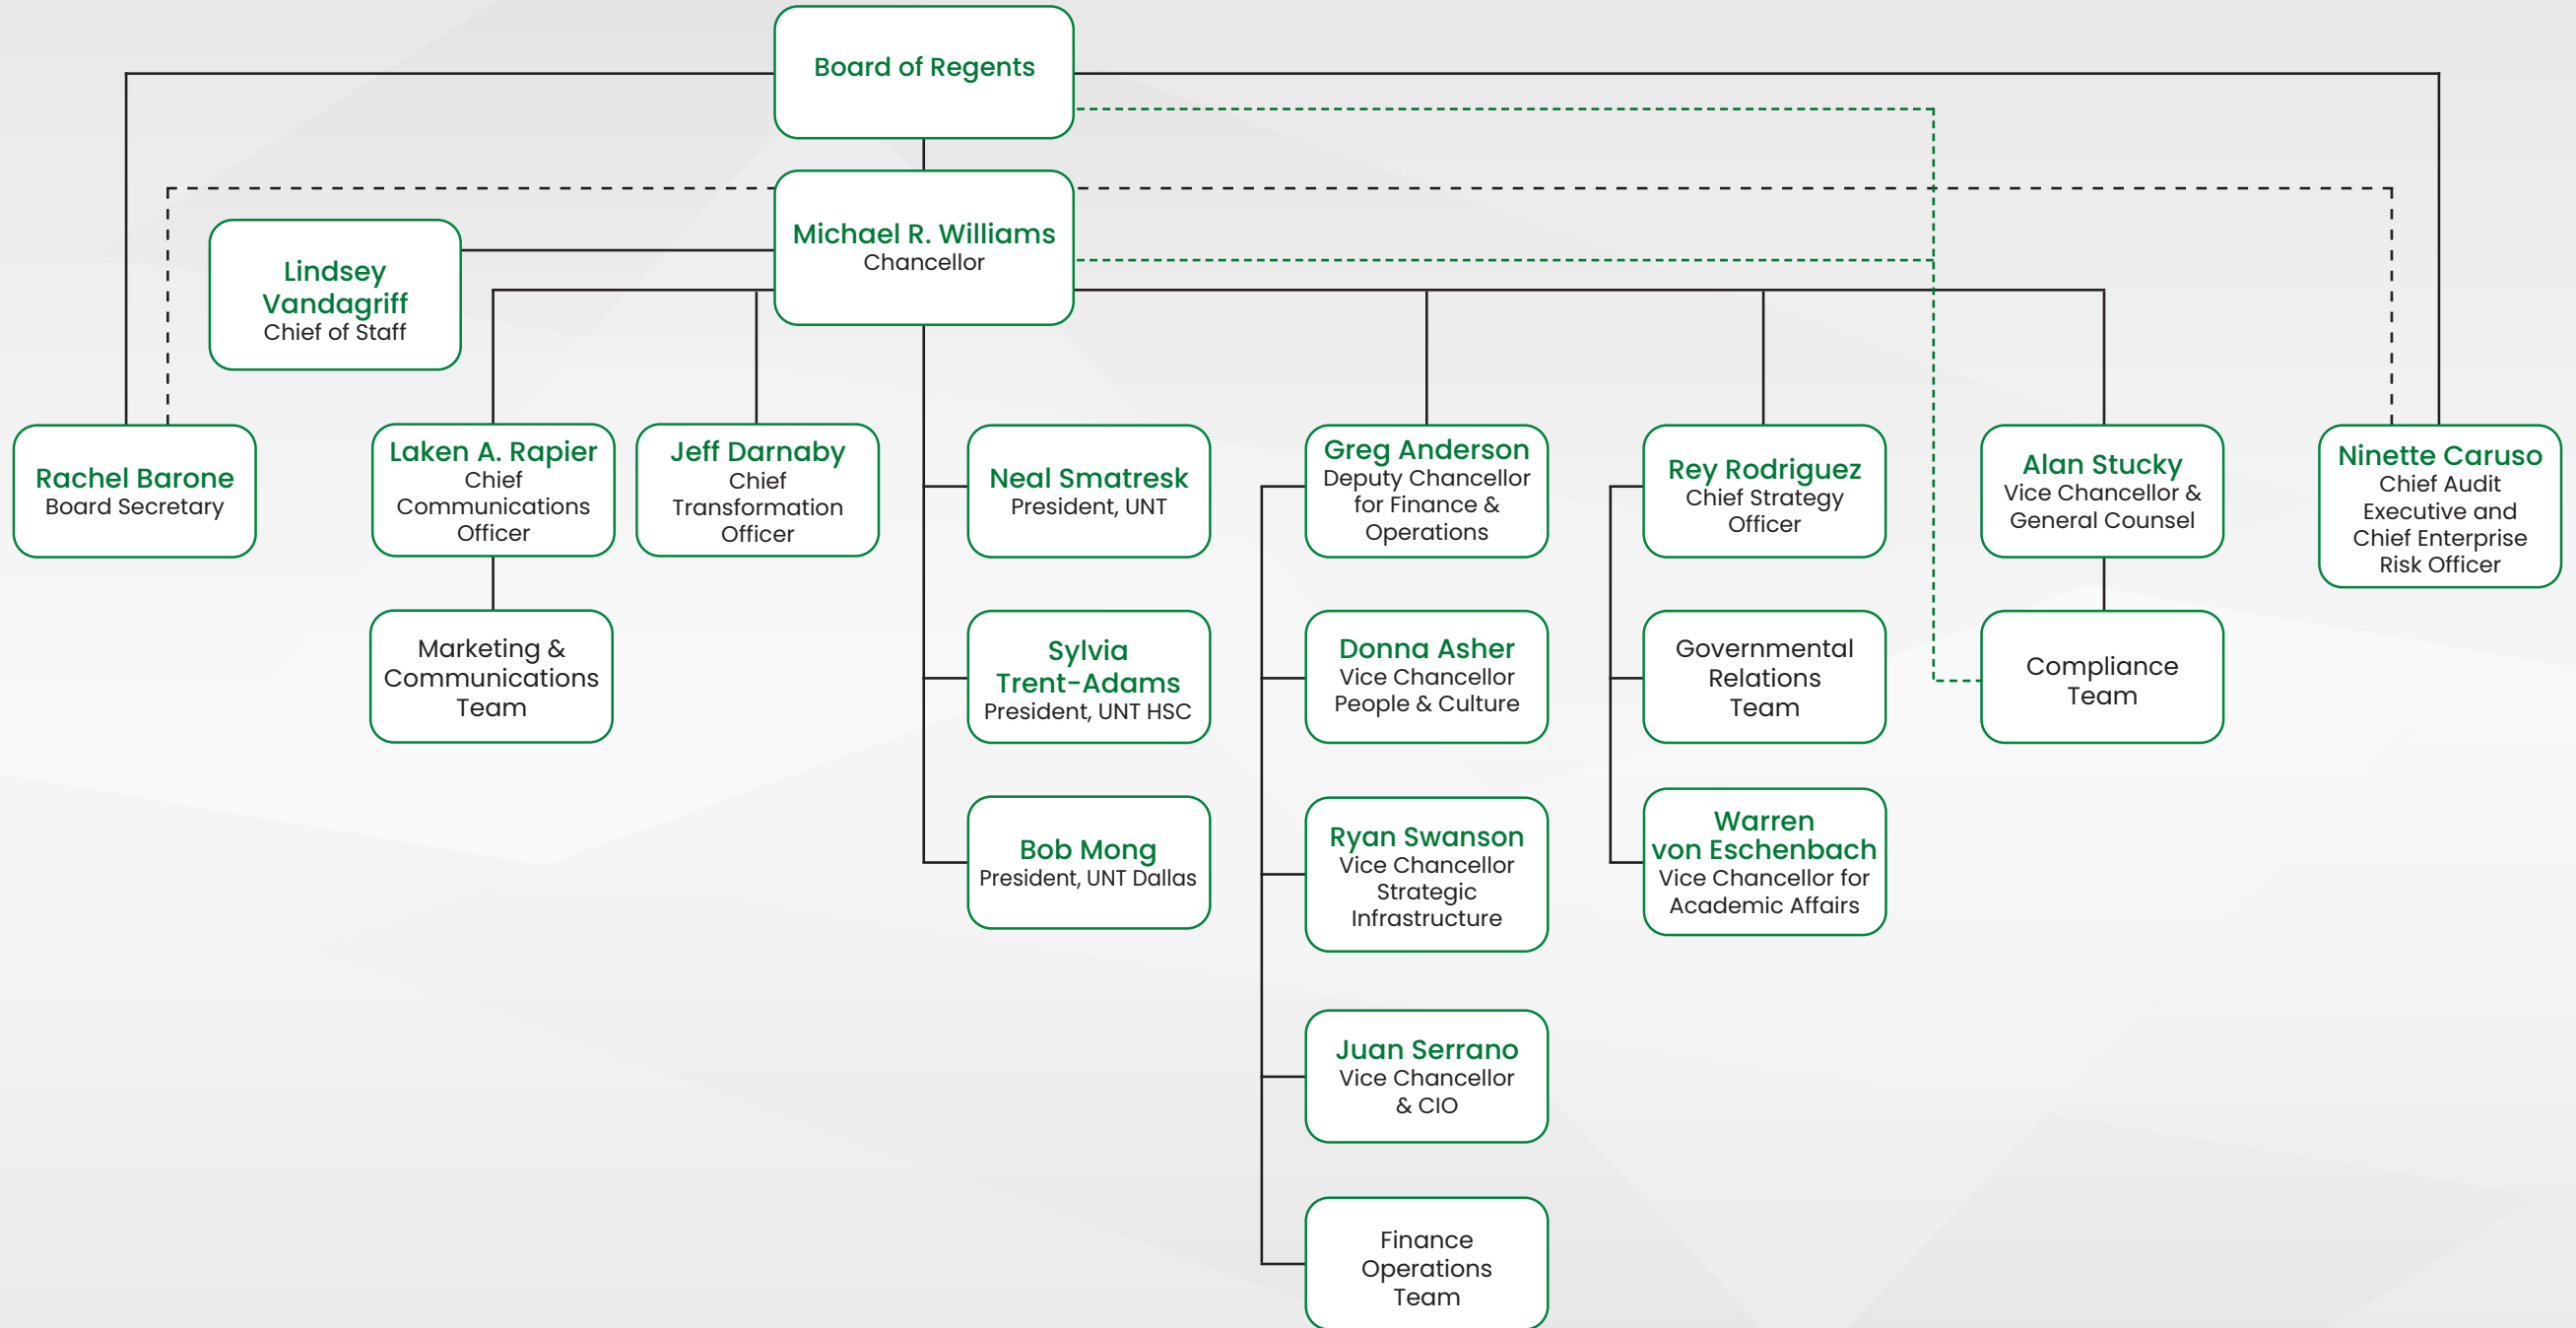 Board of Regents
Michael R. Williams
Chancellor
Lindsey
Vandagriff
Chief of Staff
Rachel Barone
Board Secretary
Laken A. Rapier
Chief
Communications
Officer
Jeff Darnaby
Chief
Transformation
Officer
Neal Smatresk
President, UNT
Greg Anderson
Deputy Chancellor
for Finance &
Operations
Rey Rodriguez
Chief Strategy
Officer
Alan Stucky
Vice Chancellor &
General Counsel
Ninette Caruso
Chief Audit
Executive and
Chief Enterprise
Risk Officer
Marketing &
Communications
Team
Sylvia
Trent-Adams
President, UNT HSC
Donna Asher
Vice Chancellor
People & Culture
Governmental
Relations
Team
Compliance
Team
Bob Mong
President, UNT Dallas
Ryan Swanson
Vice Chancellor
Strategic
Infrastructure
Warren
von Eschenbach
Vice Chancellor for
Academic Affairs
Juan Serrano
Vice Chancellor
& CIO
Finance
Operations
Team